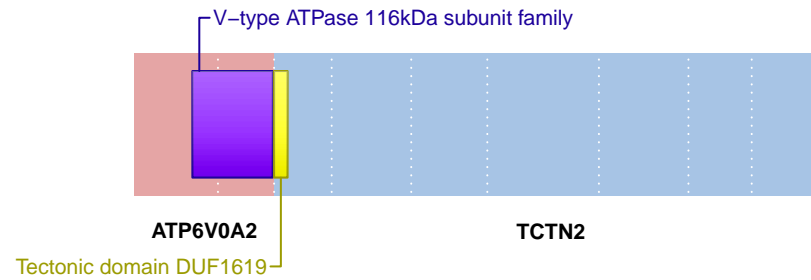 V−type ATPase 116kDa subunit family
ATP6V0A2
TCTN2
Tectonic domain DUF1619